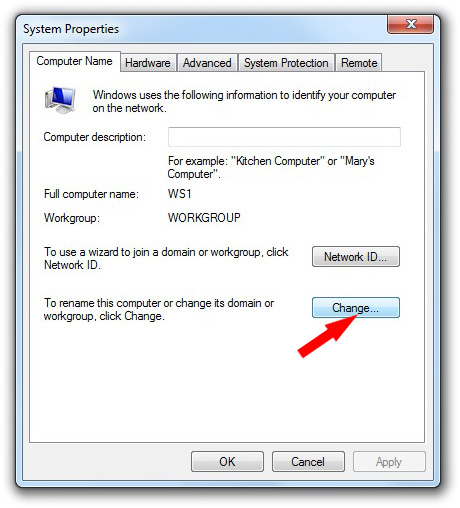 System Properties
Computer Name Hardware Advanced System Protection Remote
Windows uses the following information to identify your computer
on the network.
Computer description:
For example: "Kitchen Computer" or "Mary's
Computer".
Full computer name: WS1
Workgroup: WORKGROUP
To use a wizard to join a domain or workgroup, click
Network ID.
Network ID...
To rename this computer or change its domain or
workgroup, click Change.
Change...
OK Cancel Apply